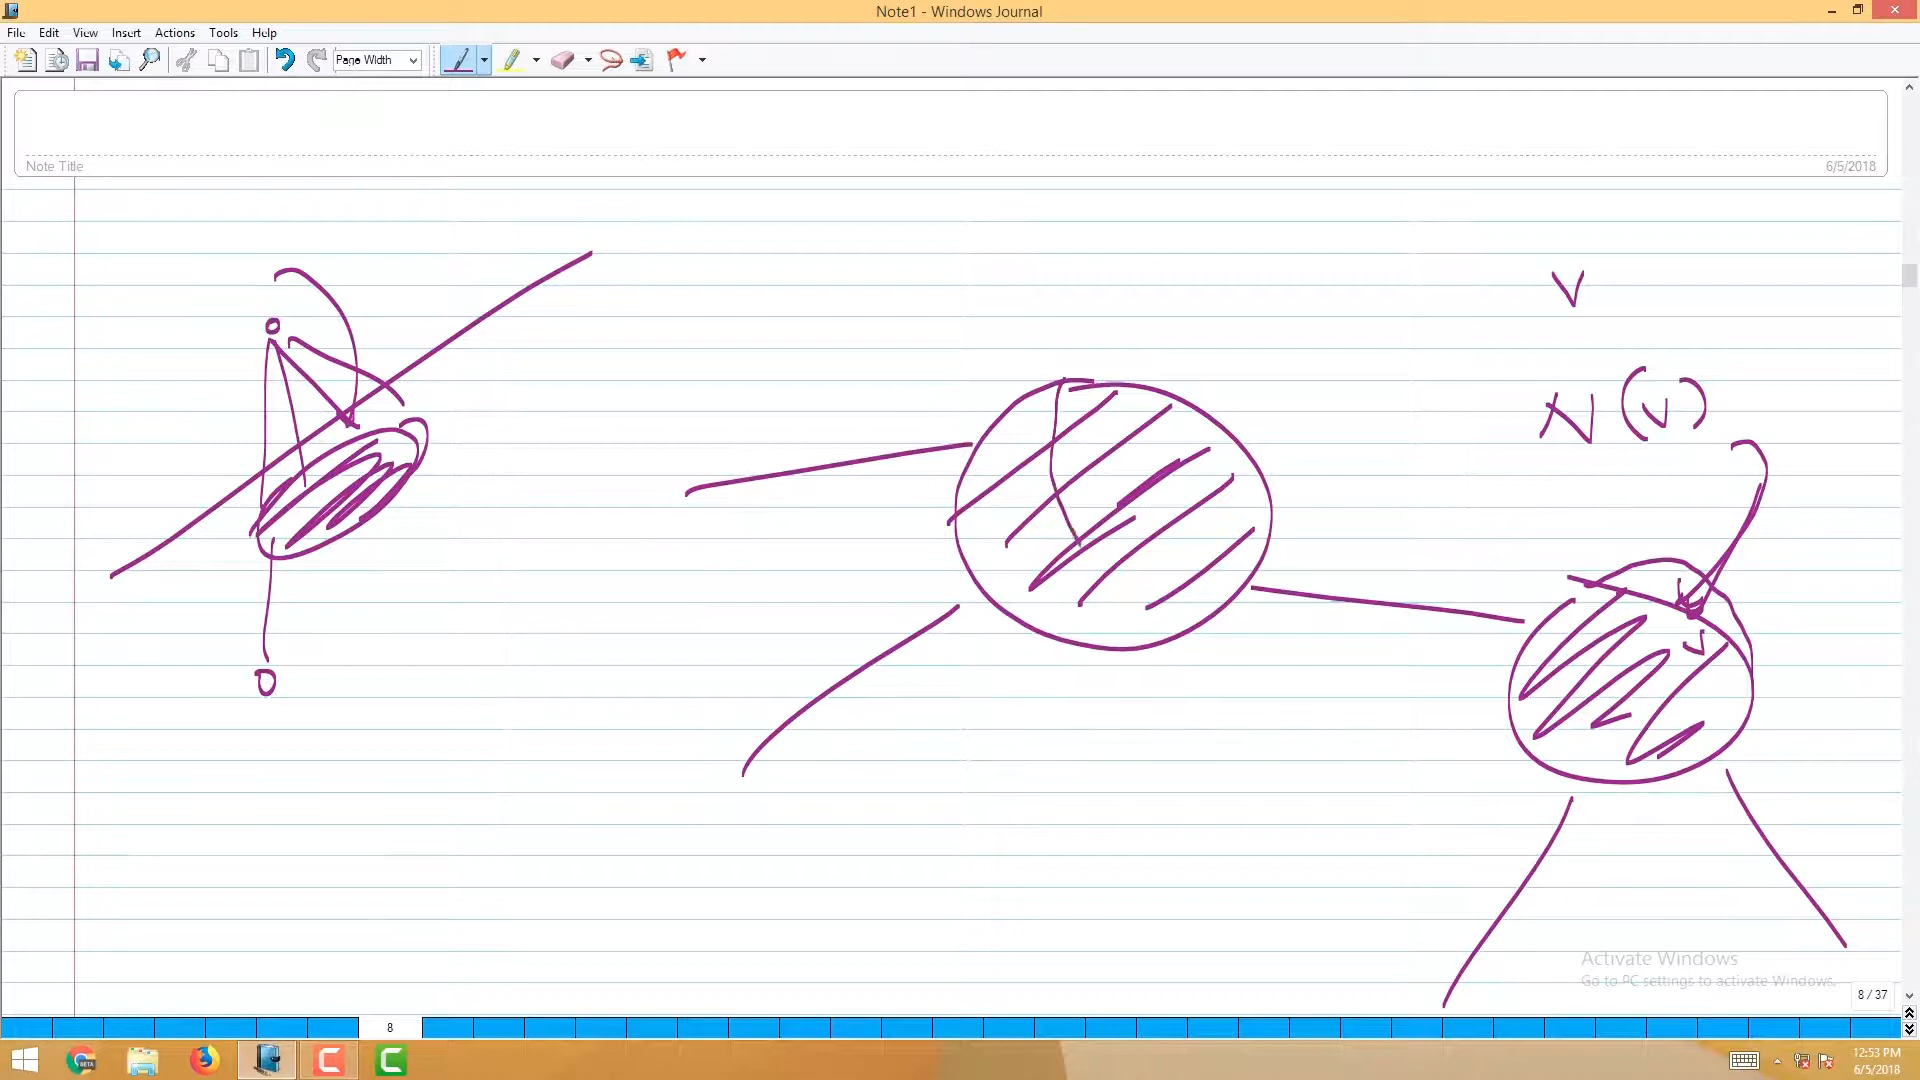 Note1 - Windows Journal
File Edit View Insert Actions Tools Help
Page Width
Note Title
6/5/2018
V
N (V)
V
Activate Windows
Go to PC settings to activate Windows.
8 / 37
8
12:53 PM
6/5/2018